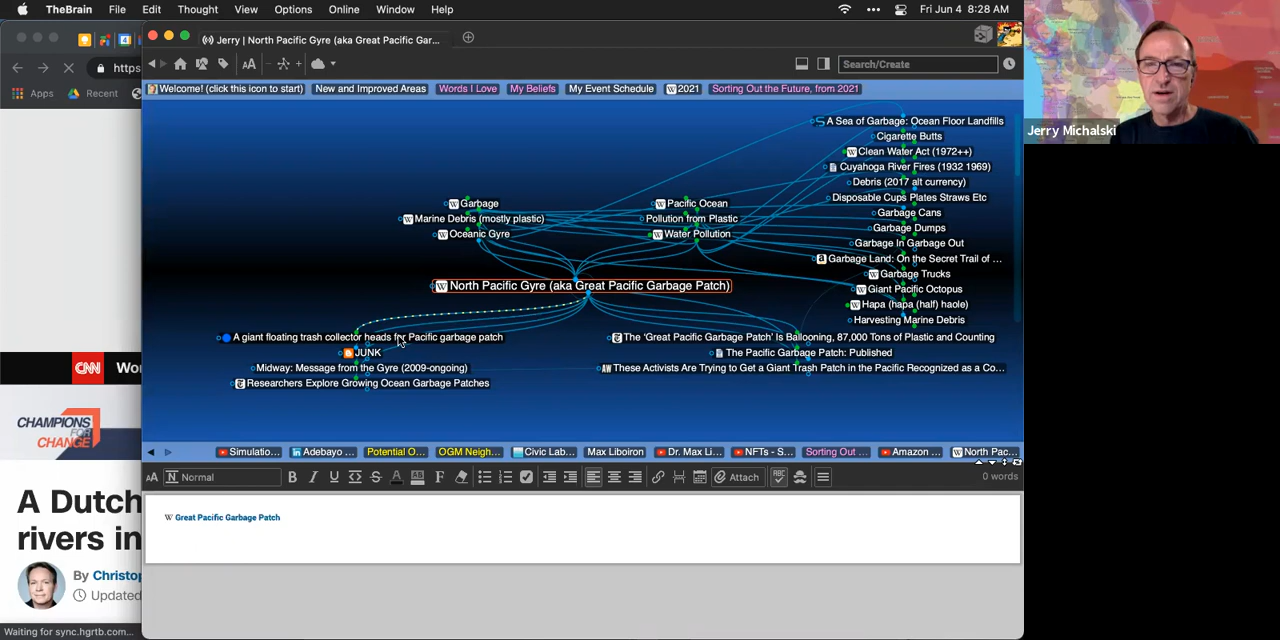 TheBrain File Edit Thought View Options Online Window Help Fri Jun 4 8:28 AM
Jerry | North Pacific Gyre (aka Great Pacific Gar...
https
Apps Recent
Search/Create
Welcome! (click this icon to start) New and Improved Areas Words I Love My Beliefs My Event Schedule 2021 Sorting Out the Future, from 2021
Jerry Michalski
A Sea of Garbage: Ocean Floor Landfills
Cigarette Butts
Clean Water Act (1972++)
Cuyahoga River Fires (1932 1969)
Debris (2017 alt currency)
Disposable Cups Plates Straws Etc
Garbage Cans
Garbage Dumps
Garbage In Garbage Out
Garbage Land: On the Secret Trail of ...
Garbage Trucks
Giant Pacific Octopus
Hapa (hapa (half) haole)
Harvesting Marine Debris
Garbage
Marine Debris (mostly plastic)
Oceanic Gyre
Pacific Ocean
Pollution from Plastic
Water Pollution
North Pacific Gyre (aka Great Pacific Garbage Patch)
A giant floating trash collector heads for Pacific garbage patch
JUNK
Midway: Message from the Gyre (2009-ongoing)
Researchers Explore Growing Ocean Garbage Patches
The 'Great Pacific Garbage Patch' Is Ballooning, 87,000 Tons of Plastic and Counting
The Pacific Garbage Patch: Published
These Activists Are Trying to Get a Giant Trash Patch in the Pacific Recognized as a Co...
Simulatio... Adebayo ... Potential O... OGM Neigh... Civic Lab... Max Liboiron Dr. Max Li... NFTs - S... Sorting Out ... Amazon ... North Pac...
Normal Attach 0 words
Great Pacific Garbage Patch
CNN Wo
CHAMPIONS
FOR
CHANGE
A Dutch
rivers in
By Christop
Updated
Waiting for sync.hgrtb.com...